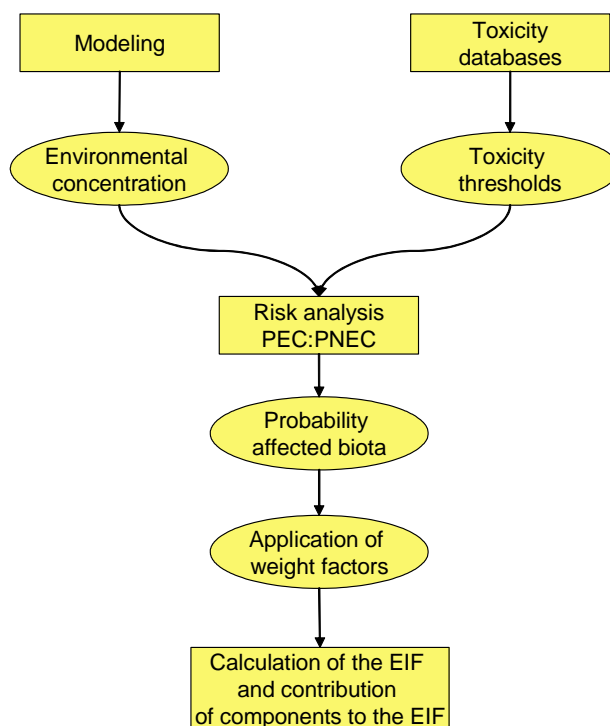 Modeling
Toxicity
databases
Environmental
concentration
Toxicity
thresholds
Risk analysis
PEC:PNEC
Probability
affected biota
Application of
weight factors
Calculation of the EIF
and contribution
of components to the EIF